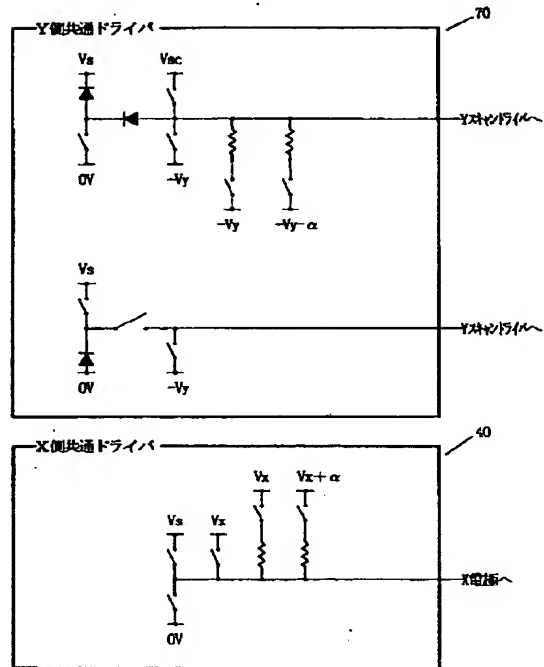 Y側共通ドライバ
70
Vs
Vsc
Yスキャンドライバへ
0V
-Vy
-Vy
-Vy-α
Vs
Yスキャンドライバへ
0V
-Vy
X側共通ドライバ
40
Vx
Vx+α
Vs
Vx
X電極へ
0V